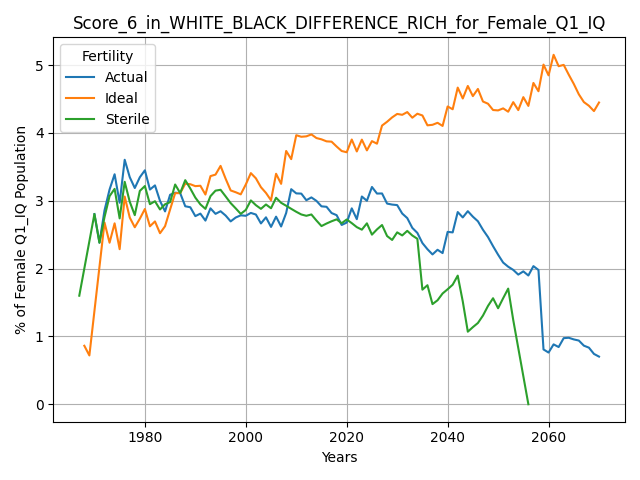 Score_6_in_WHITE_BLACK_DIFFERENCE_RICH_for_Female_Q1_IQ
Fertility
Actual
Ideal
Sterile
% of Female Q1_IQ Population
5
4
3
2
1
0
1980
2000
2020
2040
2060
Years